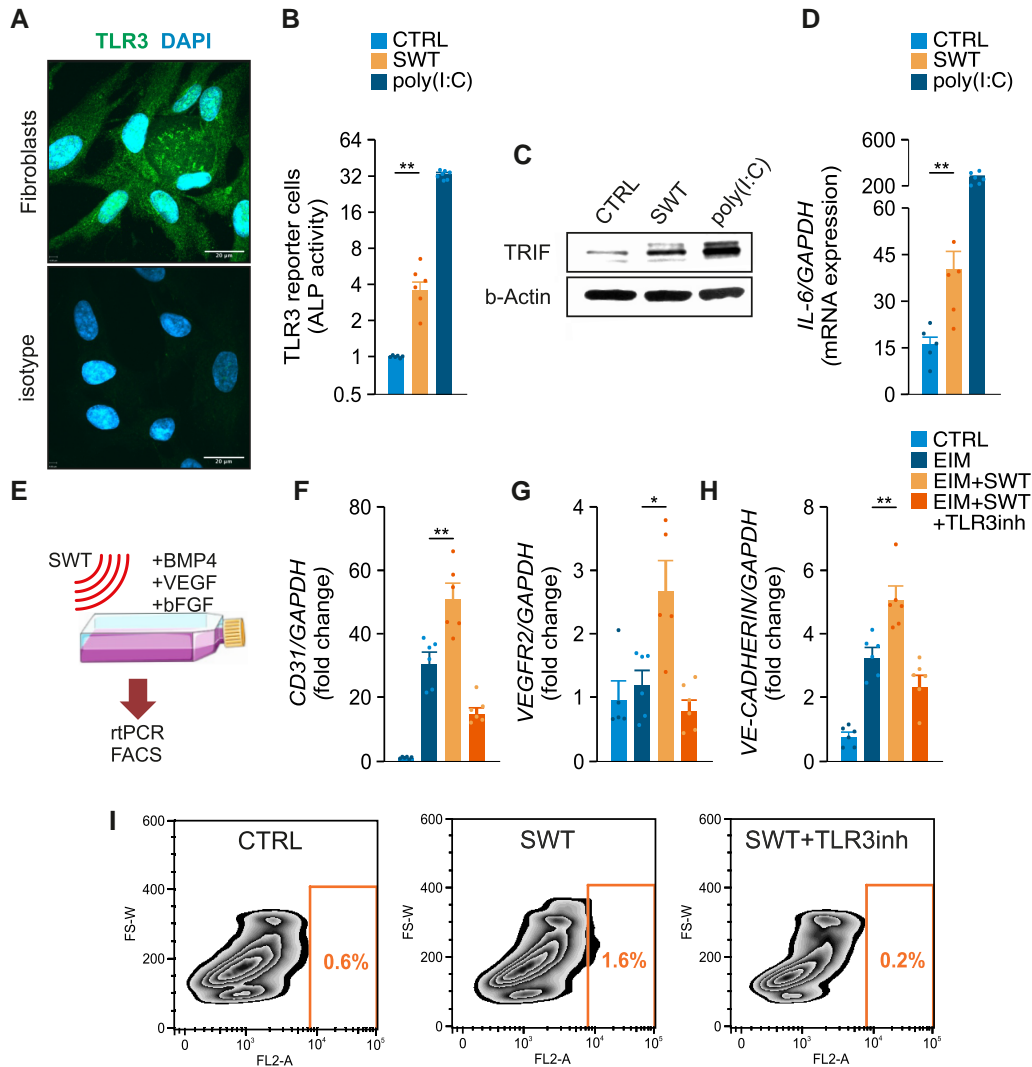 A
TLR3 DAPI
Fibroblasts
20 µm
isotype
20 µm
B
CTRL
SWT
poly(I:C)
TLR3 reporter cells
(ALP activity)
64
32
16
8
4
2
1
0.5
**
C
CTRL
SWT
poly(I:C)
TRIF
b-Actin
D
CTRL
SWT
poly(I:C)
IL-6/GAPDH
(mRNA expression)
600
200
60
45
30
15
0
**
E
SWT
+BMP4
+VEGF
+bFGF
rtPCR
FACS
F
CD31/GAPDH
(fold change)
80
60
40
20
0
**
G
VEGFR2/GAPDH
(fold change)
4
3
2
1
0
*
H
VE-CADHERIN/GAPDH
(fold change)
8
6
4
2
0
**
CTRL
EIM
EIM+SWT
EIM+SWT
+TLR3inh
I
CTRL
FS-W
600
400
200
0
0.6%
0 10³ 10⁴ 10⁵
FL2-A
SWT
FS-W
600
400
200
0
1.6%
0 10³ 10⁴ 10⁵
FL2-A
SWT+TLR3inh
FS-W
600
400
200
0
0.2%
0 10³ 10⁴ 10⁵
FL2-A